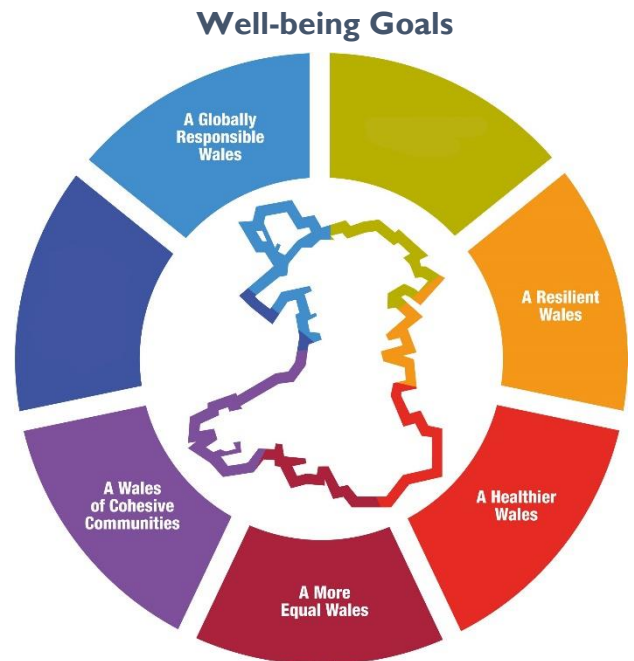 Well-being Goals
A Globally
Responsible
Wales
A Resilient
Wales
A Healthier
Wales
A More
Equal Wales
A Wales
of Cohesive
Communities